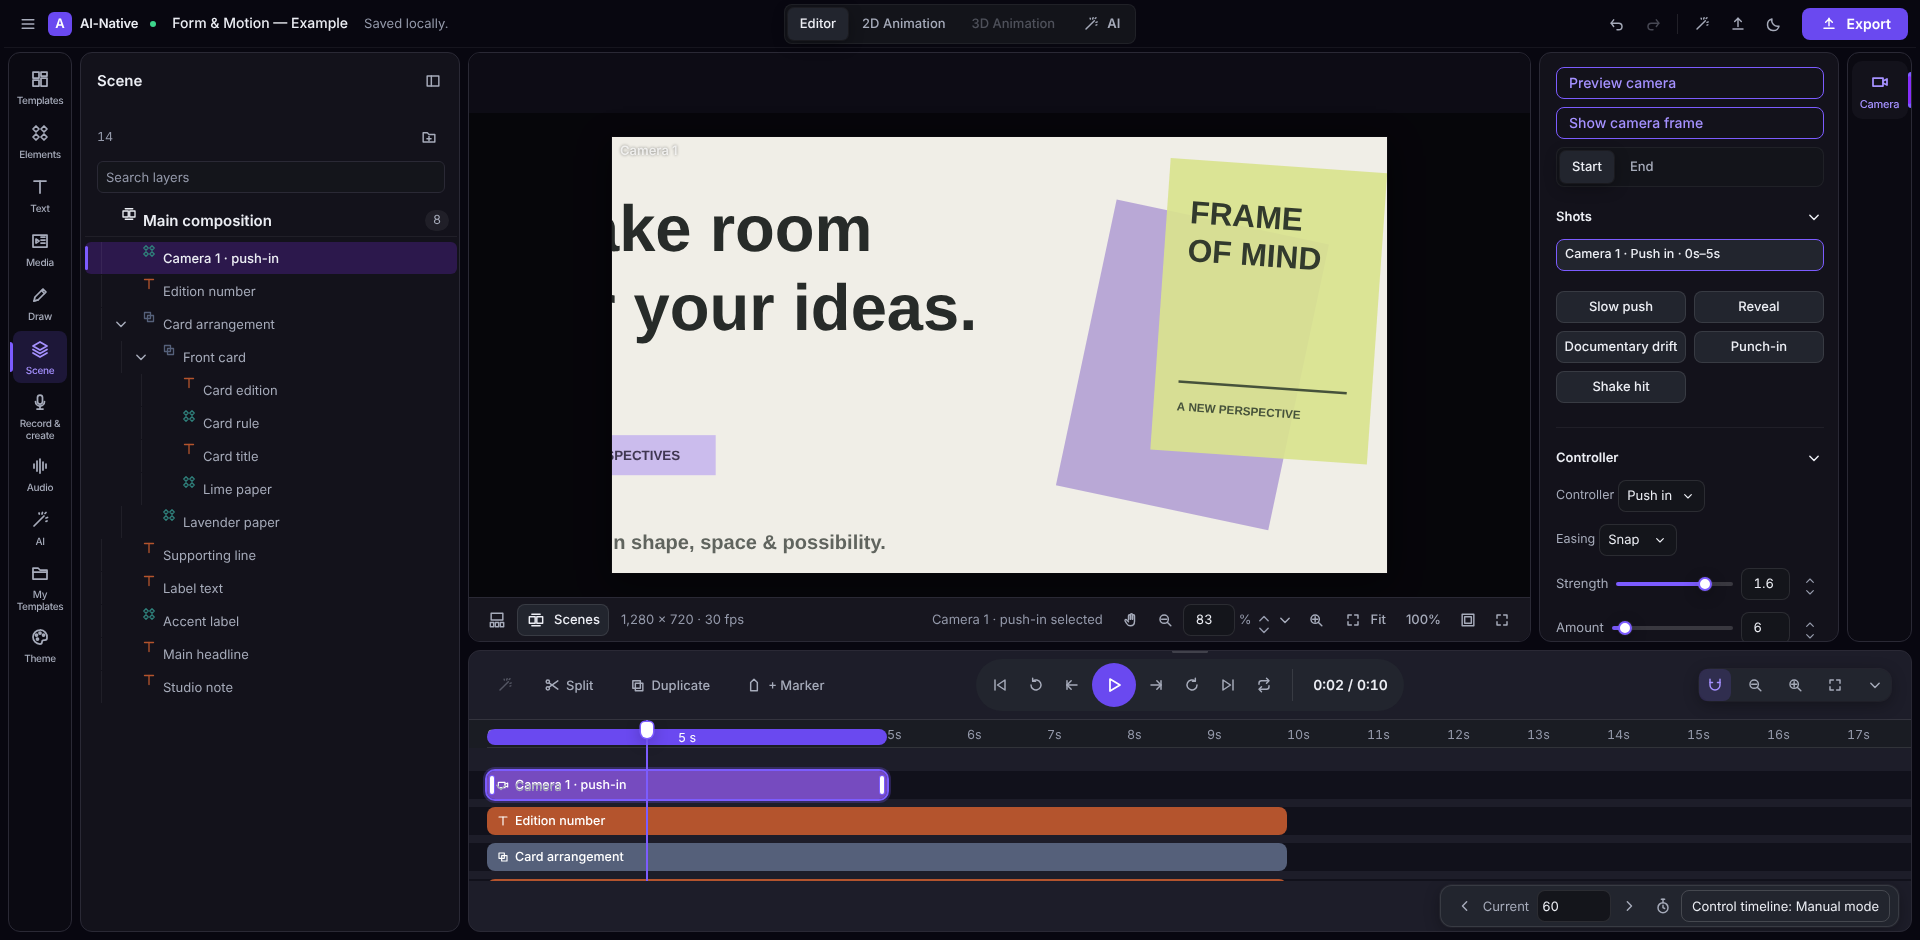 A AI-Native Form & Motion — Example Saved locally.
Editor 2D Animation 3D Animation AI
Export
Templates
Elements
Text
Media
Draw
Scene
Record & create
Audio
AI
My Templates
Theme
Scene
14
Search layers
Main composition 8
Camera 1 · push-in
Edition number
Card arrangement
Front card
Card edition
Card rule
Card title
Lime paper
Lavender paper
Supporting line
Label text
Accent label
Main headline
Studio note
Camera 1
ake room
r your ideas.
FRAME
OF MIND
A NEW PERSPECTIVE
SPECTIVES
n shape, space & possibility.
Scenes 1,280 × 720 · 30 fps Camera 1 · push-in selected 83 % Fit 100%
Preview camera
Show camera frame
Start End
Shots
Camera 1 · Push in · 0s–5s
Slow push Reveal
Documentary drift Punch-in
Shake hit
Controller
Controller Push in
Easing Snap
Strength 1.6
Amount 6
Camera
Split Duplicate + Marker 0:02 / 0:10
5 s 5s 6s 7s 8s 9s 10s 11s 12s 13s 14s 15s 16s 17s
Camera 1 · push-in
Edition number
Card arrangement
Current 60 Control timeline: Manual mode